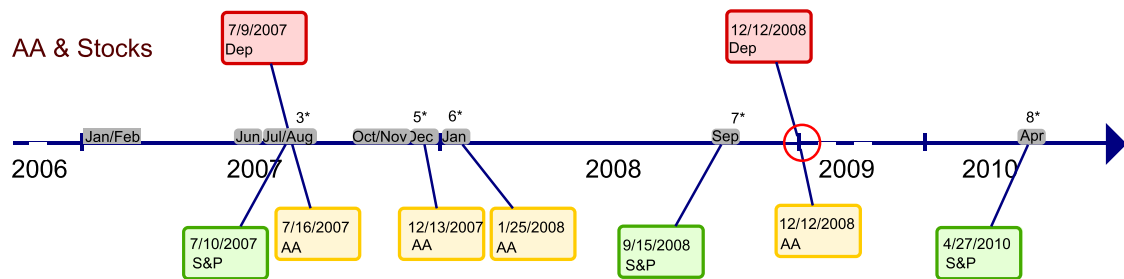 7/9/2007
Dep
12/12/2008
Dep
AA & Stocks
3*
5*
6*
7*
8*
Jan/Feb
Jun
Jul/Aug
Oct/Nov
Dec
Jan
Sep
Apr
2006
2007
2008
2009
2010
7/10/2007
S&P
7/16/2007
AA
12/13/2007
AA
1/25/2008
AA
9/15/2008
S&P
12/12/2008
AA
4/27/2010
S&P